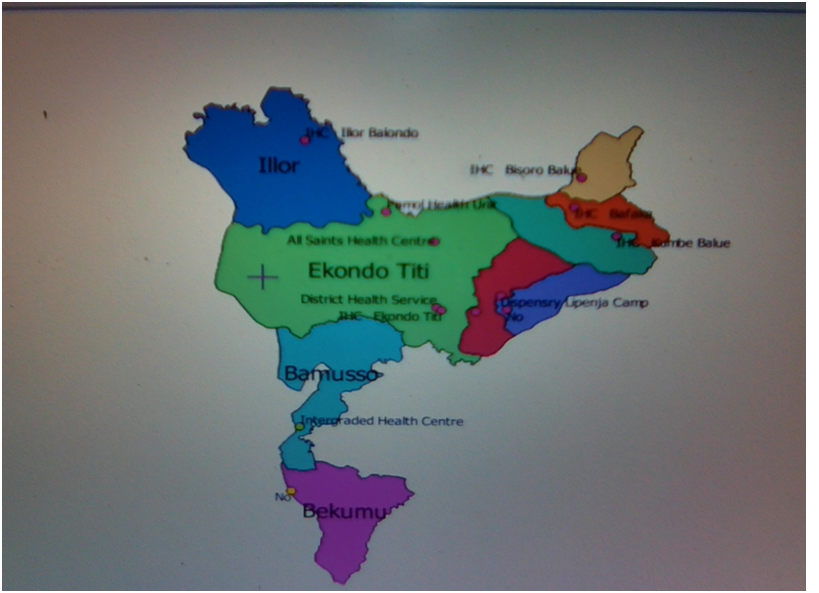 IHC Illor Balondo
Illor
IHC Bisoro Balue
Pamol Health Unit
IHC Bafaka
All Saints Health Centre
IHC Kumbe Balue
Ekondo Titi
District Health Service
Dispensry Lipenja Camp
IHC Ekondo Titi
No
Bamusso
Intergraded Health Centre
No
Bekumu